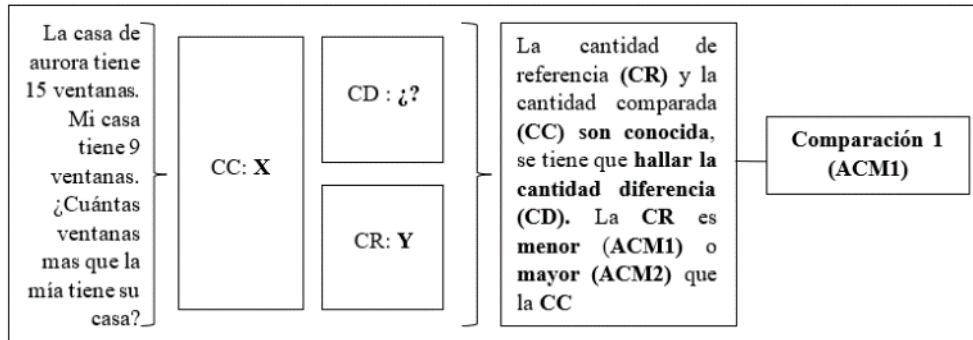 La casa de
aurora tiene
15 ventanas.
Mi casa
tiene 9
ventanas.
¿Cuántas
ventanas
mas que la
mía tiene su
casa?
CC: X
CD : ¿?
CR: Y
La cantidad de
referencia (CR) y la
cantidad comparada
(CC) son conocida,
se tiene que hallar la
cantidad diferencia
(CD). La CR es
menor (ACM1) o
mayor (ACM2) que
la CC
Comparación 1
(ACM1)